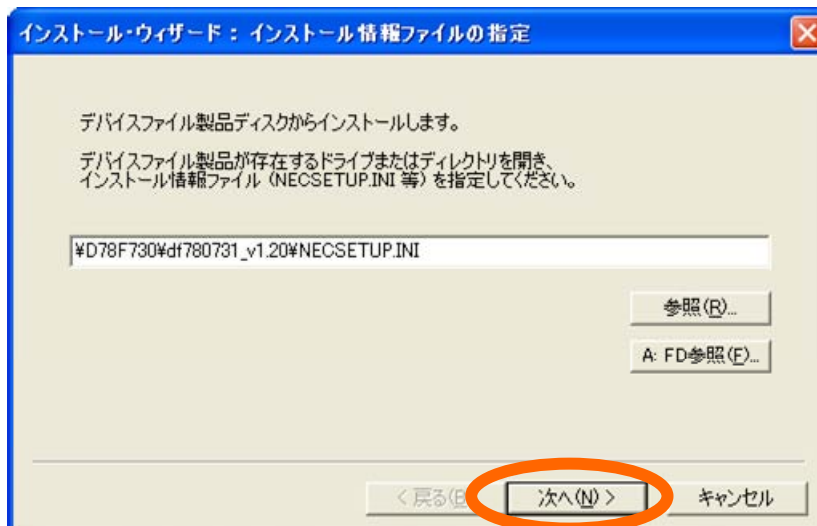 インストール・ウィザード : インストール情報ファイルの指定
デバイスファイル製品ディスクからインストールします。
デバイスファイル製品が存在するドライブまたはディレクトリを開き、
インストール情報ファイル (NECSETUP.INI 等) を指定してください。
¥D78F730¥df780731_v1.20¥NECSETUP.INI
参照(R)...
A: FD参照(F)...
< 戻る(B
次へ(N) >
キャンセル